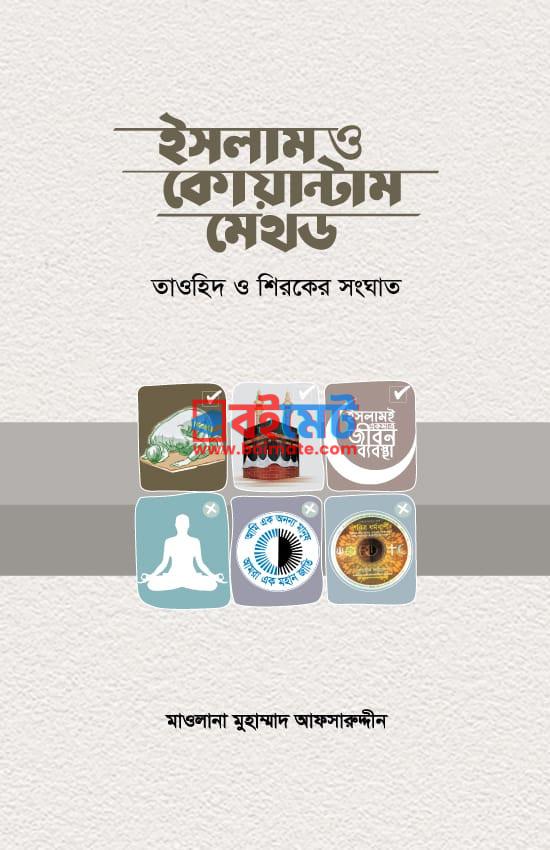 ইসলাম ও
কোয়ান্টাম
মেথড
তাওহিদ ও শিরকের সংঘাত
বইমেট
www.boimate.com
ইসলামই
একমাত্র
জীবন
ব্যবস্থা
আমি এক অনন্য মানুষ
আমরা এক মহান জাতি
মাওলানা মুহাম্মাদ আফসারুদ্দীন